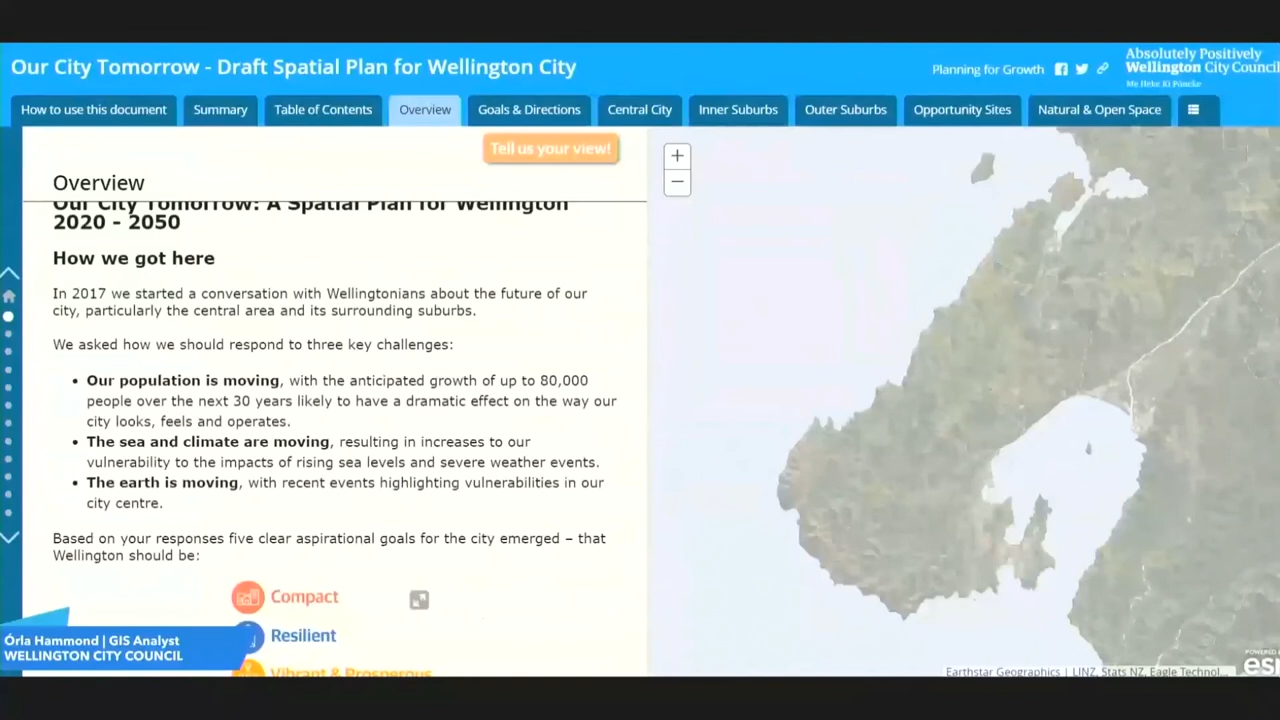 Our City Tomorrow - Draft Spatial Plan for Wellington City
Planning for Growth
Absolutely Positively
Wellington City Council
Me Heke Ki Pōneke
How to use this document
Summary
Table of Contents
Overview
Goals & Directions
Central City
Inner Suburbs
Outer Suburbs
Opportunity Sites
Natural & Open Space
Tell us your view!
+
−
Overview
Our City Tomorrow: A Spatial Plan for Wellington
2020 - 2050
How we got here
In 2017 we started a conversation with Wellingtonians about the future of our
city, particularly the central area and its surrounding suburbs.
We asked how we should respond to three key challenges:
• Our population is moving, with the anticipated growth of up to 80,000
people over the next 30 years likely to have a dramatic effect on the way our
city looks, feels and operates.
• The sea and climate are moving, resulting in increases to our
vulnerability to the impacts of rising sea levels and severe weather events.
• The earth is moving, with recent events highlighting vulnerabilities in our
city centre.
Based on your responses five clear aspirational goals for the city emerged – that
Wellington should be:
Compact
Resilient
Vibrant & Prosperous
Órla Hammond | GIS Analyst
WELLINGTON CITY COUNCIL
Earthstar Geographics | LINZ, Stats NZ, Eagle Technol...
POWERED
esri